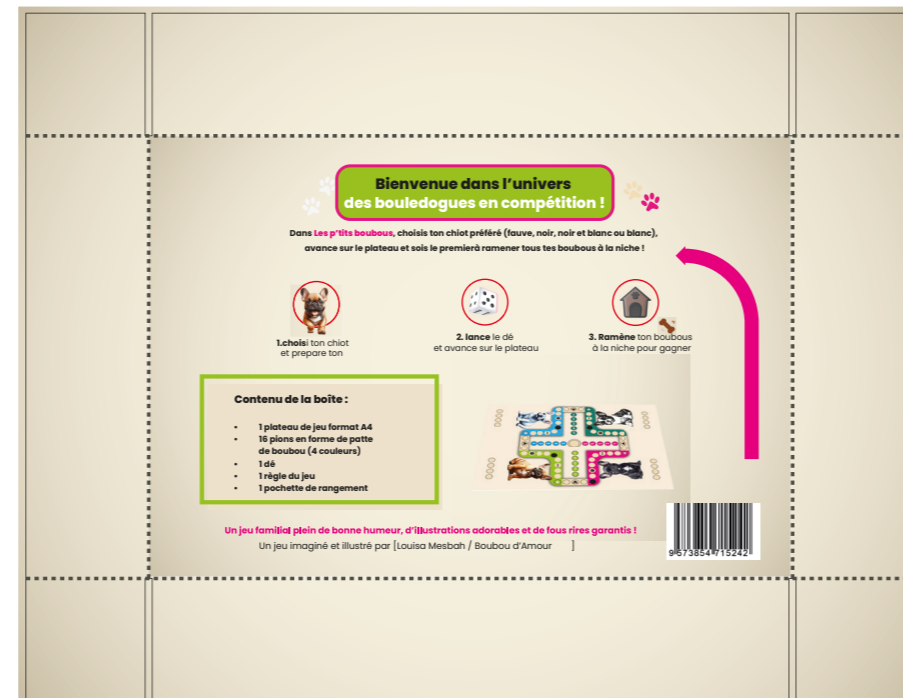 Bienvenue dans l’univers
des bouledogues en compétition !
Dans Les p’tits boubous, choisis ton chiot préféré (fauve, noir, noir et blanc ou blanc),
avance sur le plateau et sois le premierà ramener tous tes boubous à la niche !
1.choisi ton chiot
et prepare ton
2. lance le dé
et avance sur le plateau
3. Ramène ton boubous
à la niche pour gagner
Contenu de la boîte :
• 1 plateau de jeu format A4
• 16 pions en forme de patte
de boubou (4 couleurs)
• 1 dé
• 1 règle du jeu
• 1 pochette de rangement
Un jeu familial plein de bonne humeur, d’illustrations adorables et de fous rires garantis !
Un jeu imaginé et illustré par [Louisa Mesbah / Boubou d’Amour ]
9 573854 715242